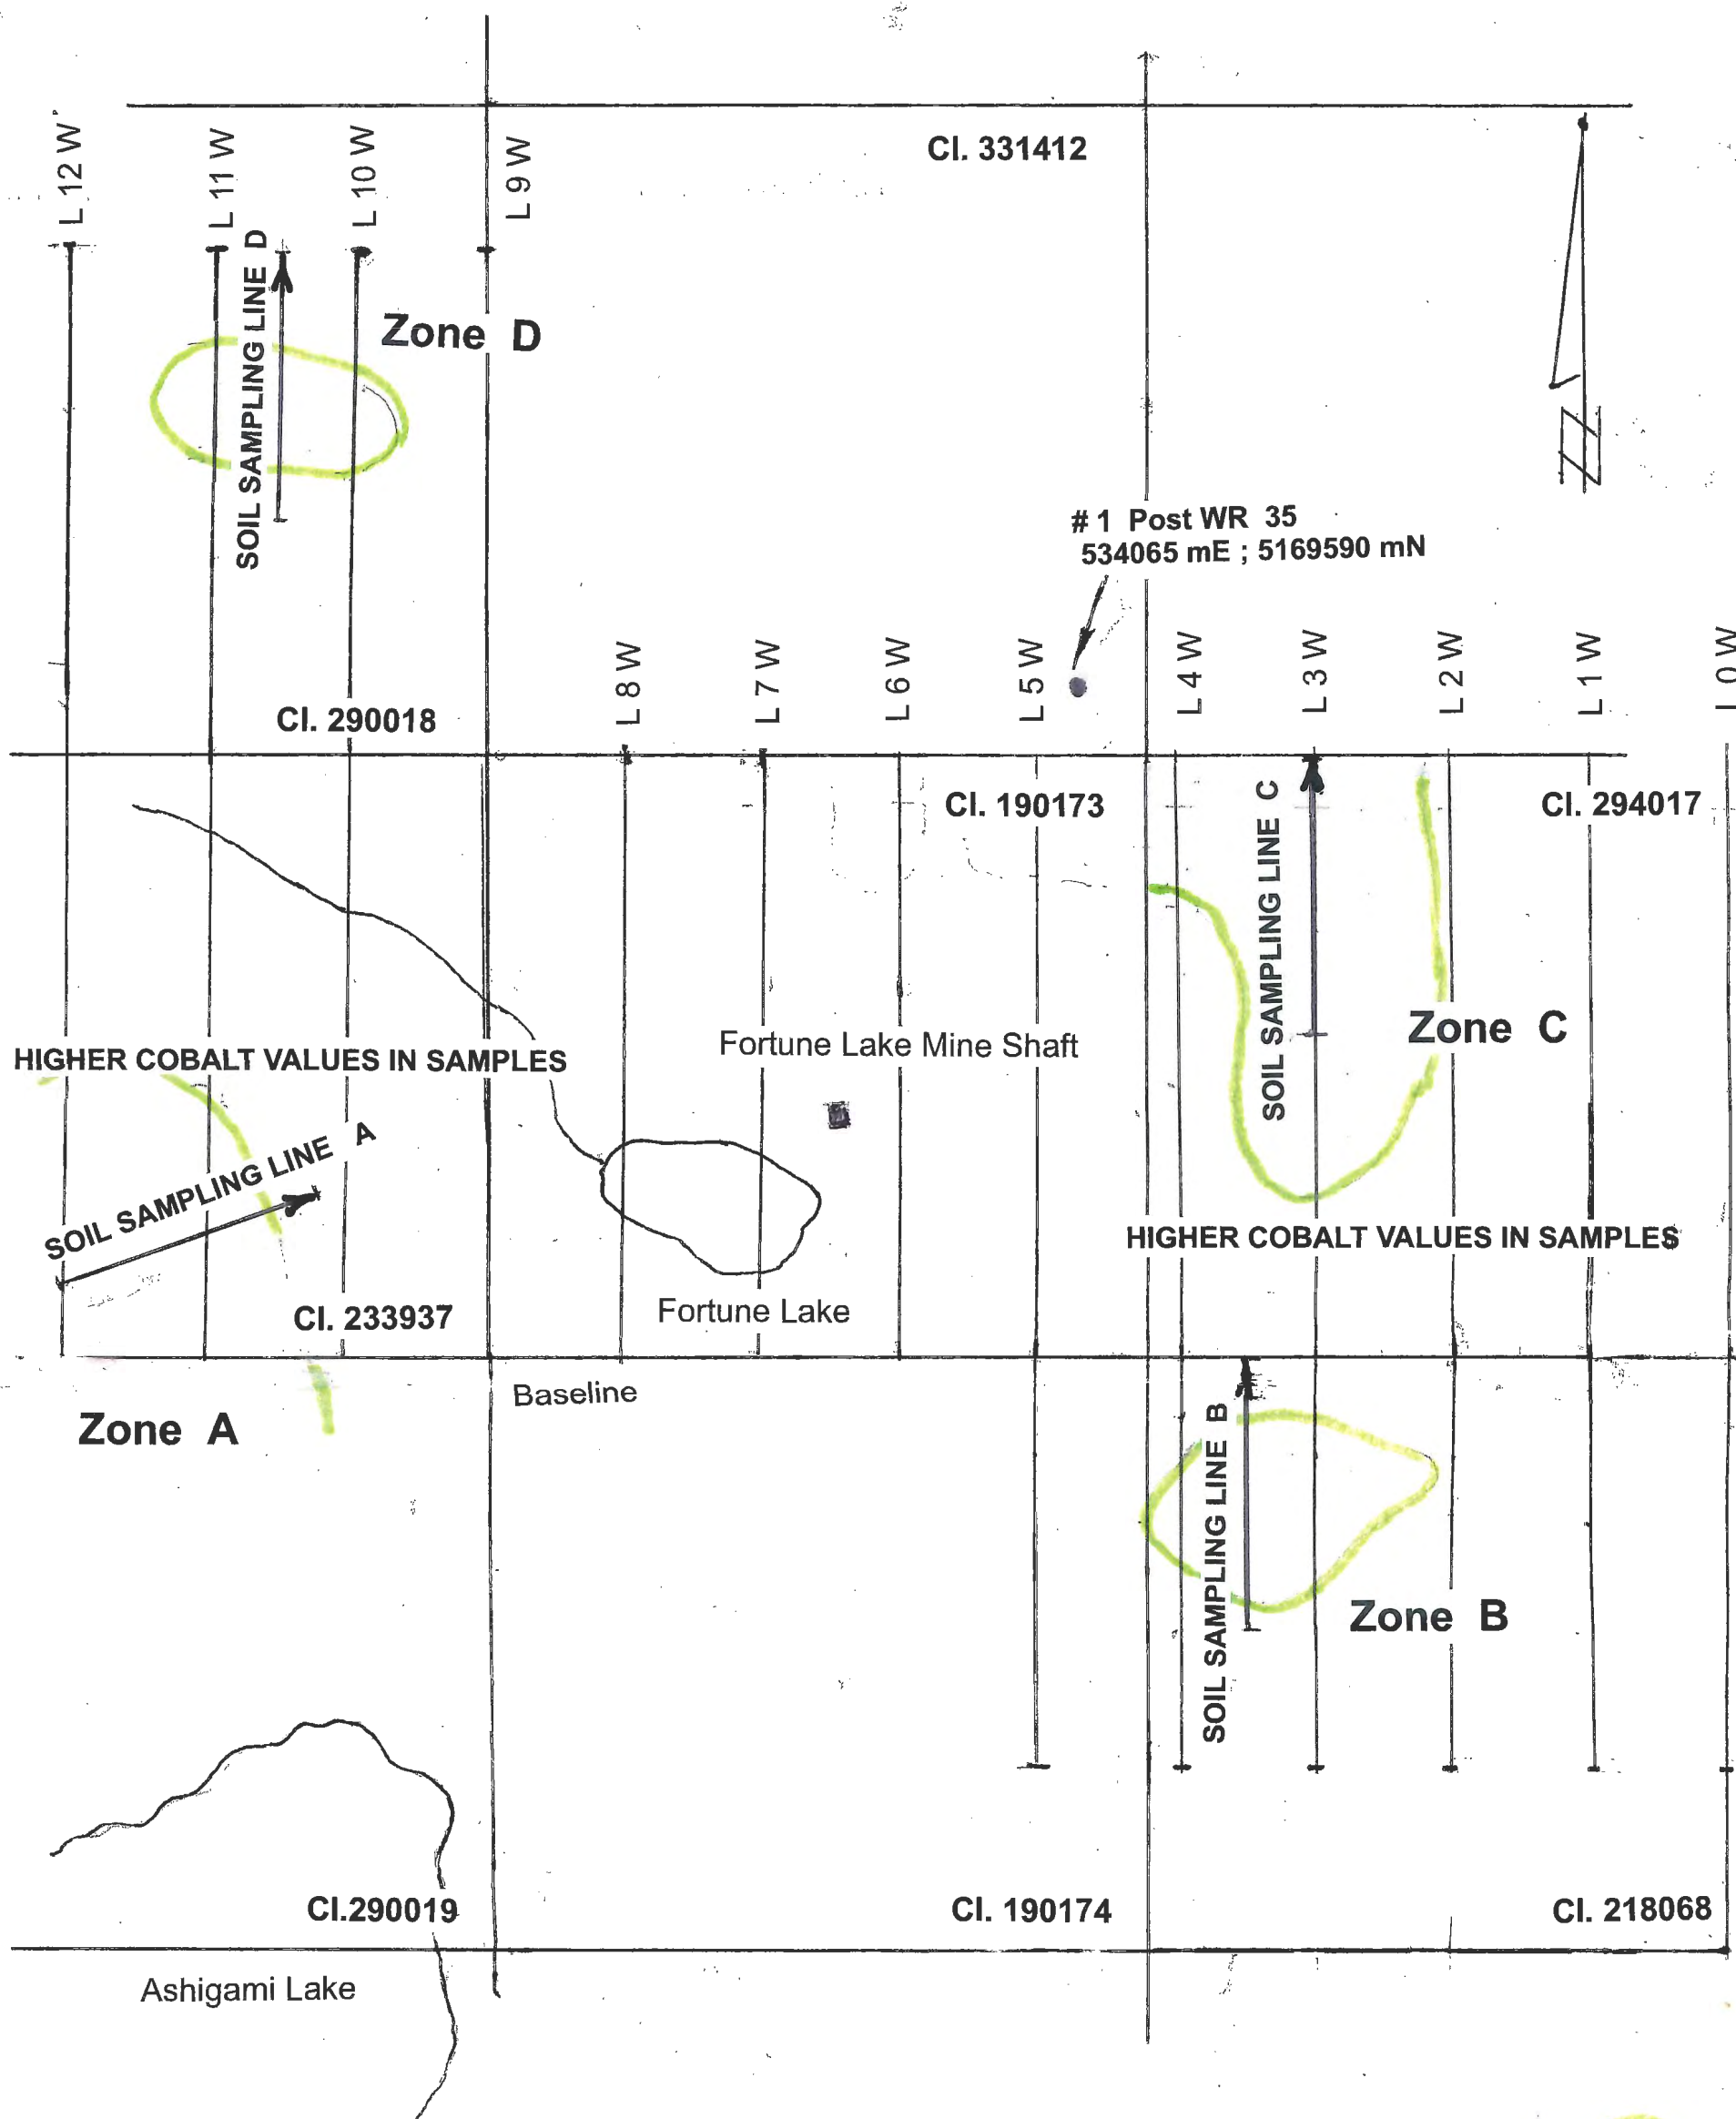 Cl. 331412
L 12 W
L 11 W
L 10 W
L 9 W
SOIL SAMPLING LINE D
Zone D
# 1 Post WR 35
534065 mE ; 5169590 mN
L 8 W
L 7 W
L 6 W
L 5 W
L 4 W
L 3 W
L 2 W
L 1 W
L 0 W
Cl. 290018
Cl. 190173
Cl. 294017
SOIL SAMPLING LINE C
Zone C
Fortune Lake Mine Shaft
HIGHER COBALT VALUES IN SAMPLES
SOIL SAMPLING LINE A
HIGHER COBALT VALUES IN SAMPLES
Fortune Lake
Cl. 233937
Baseline
Zone A
SOIL SAMPLING LINE B
Zone B
Cl.290019
Cl. 190174
Cl. 218068
Ashigami Lake